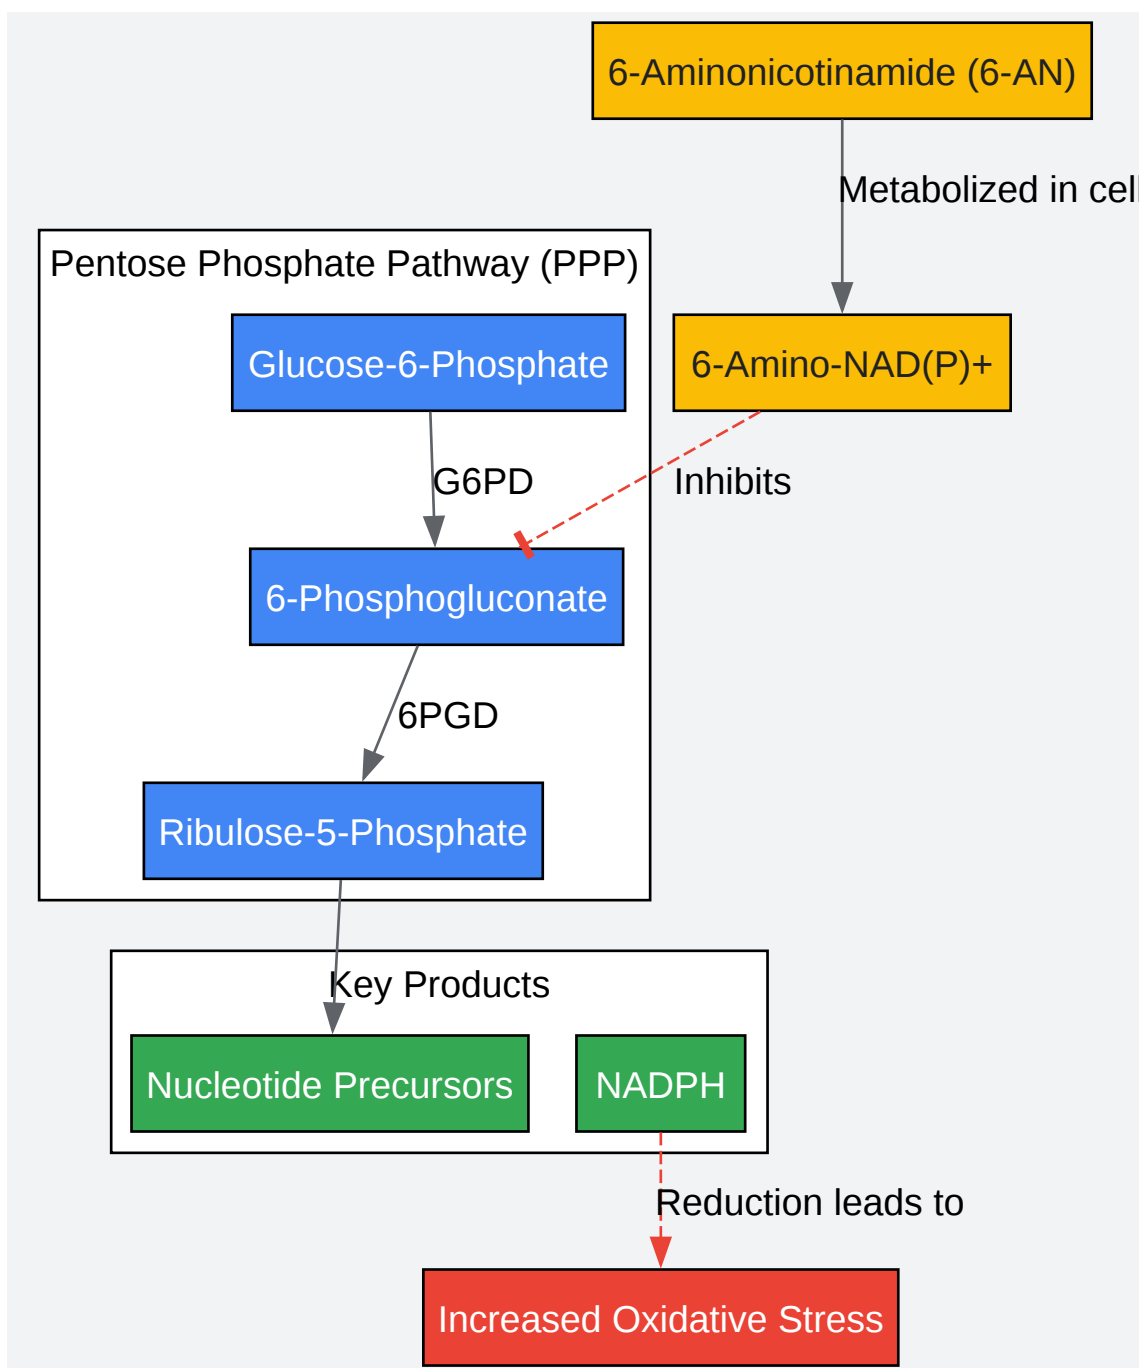 6-Aminonicotinamide (6-AN)
Metabolized in cell
Pentose Phosphate Pathway (PPP)
Glucose-6-Phosphate
6-Amino-NAD(P)+
G6PD
Inhibits
6-Phosphogluconate
6PGD
Ribulose-5-Phosphate
Key Products
Nucleotide Precursors
NADPH
Reduction leads to
Increased Oxidative Stress